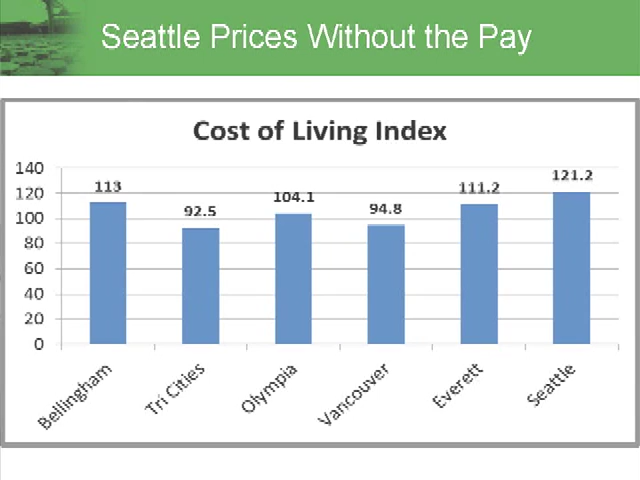 Seattle Prices Without the Pay
Cost of Living Index
140
120
100
80
60
40
20
0
113
92.5
104.1
94.8
111.2
121.2
Bellingham
Tri Cities
Olympia
Vancouver
Everett
Seattle